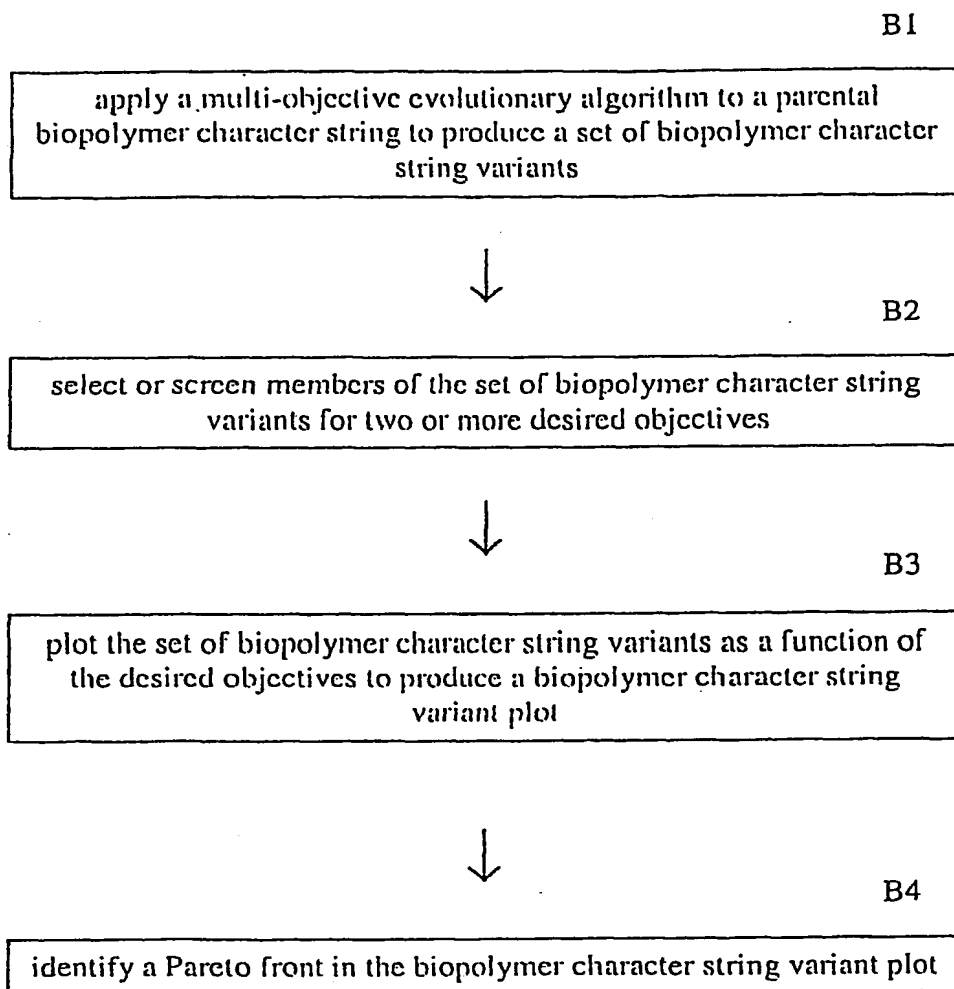 B1
apply a multi-objective evolutionary algorithm to a parental
biopolymer character string to produce a set of biopolymer character
string variants
B2
select or screen members of the set of biopolymer character string
variants for two or more desired objectives
B3
plot the set of biopolymer character string variants as a function of
the desired objectives to produce a biopolymer character string
variant plot
B4
identify a Pareto front in the biopolymer character string variant plot